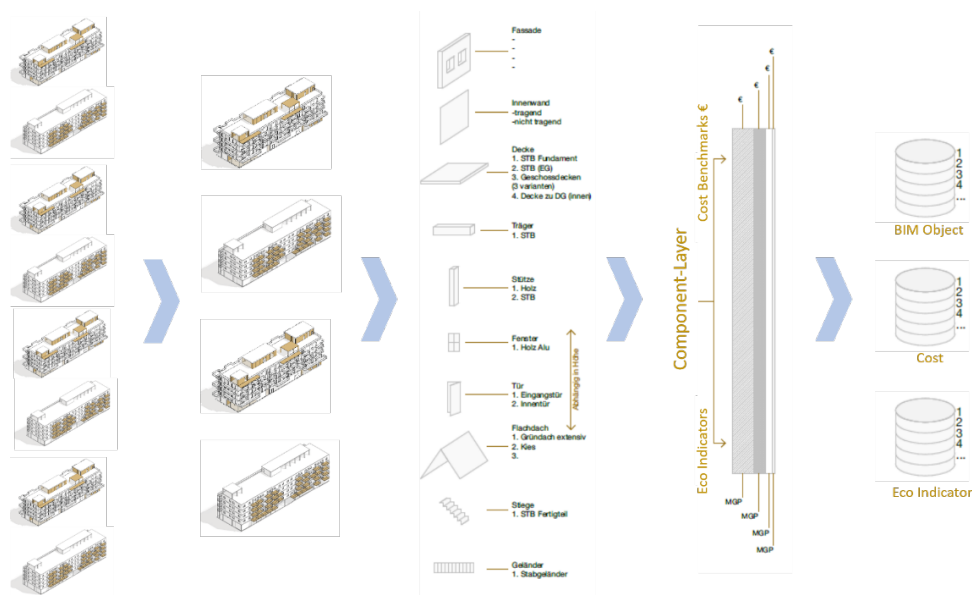 Fassade
-
-
-
-
Innenwand
-tragend
-nicht tragend
Decke
1. STB Fundament
2. STB (EG)
3. Geschossdecken
(3 varianten)
4. Decke zu DG (innen)
Träger
1. STB
Stütze
1. Holz
2. STB
Fenster
1. Holz Alu
Tür
1. Eingangstür
2. Innentür
Abhängig in Höhe
Flachdach
1. Gründach extensiv
2. Kies
3.
Stiege
1. STB Fertigteil
Geländer
1. Stabgeländer
Component-Layer
Cost Benchmarks €
Eco Indicators
€
€
€
€
MGP
MGP
MGP
MGP
1
2
3
4
...
BIM Object
1
2
3
4
...
Cost
1
2
3
4
...
Eco Indicator